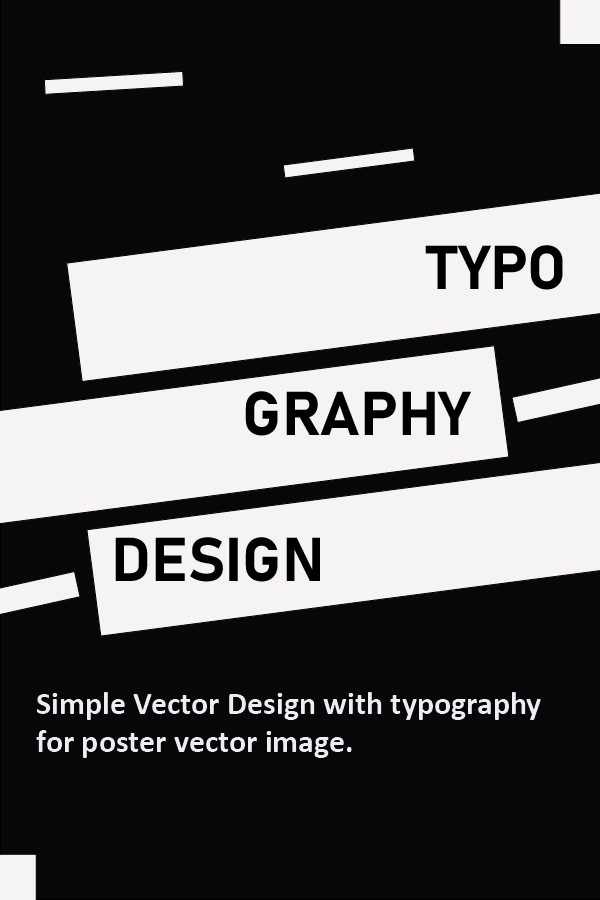 TYPO
GRAPHY
DESIGN
Simple Vector Design with typography
for poster vector image.